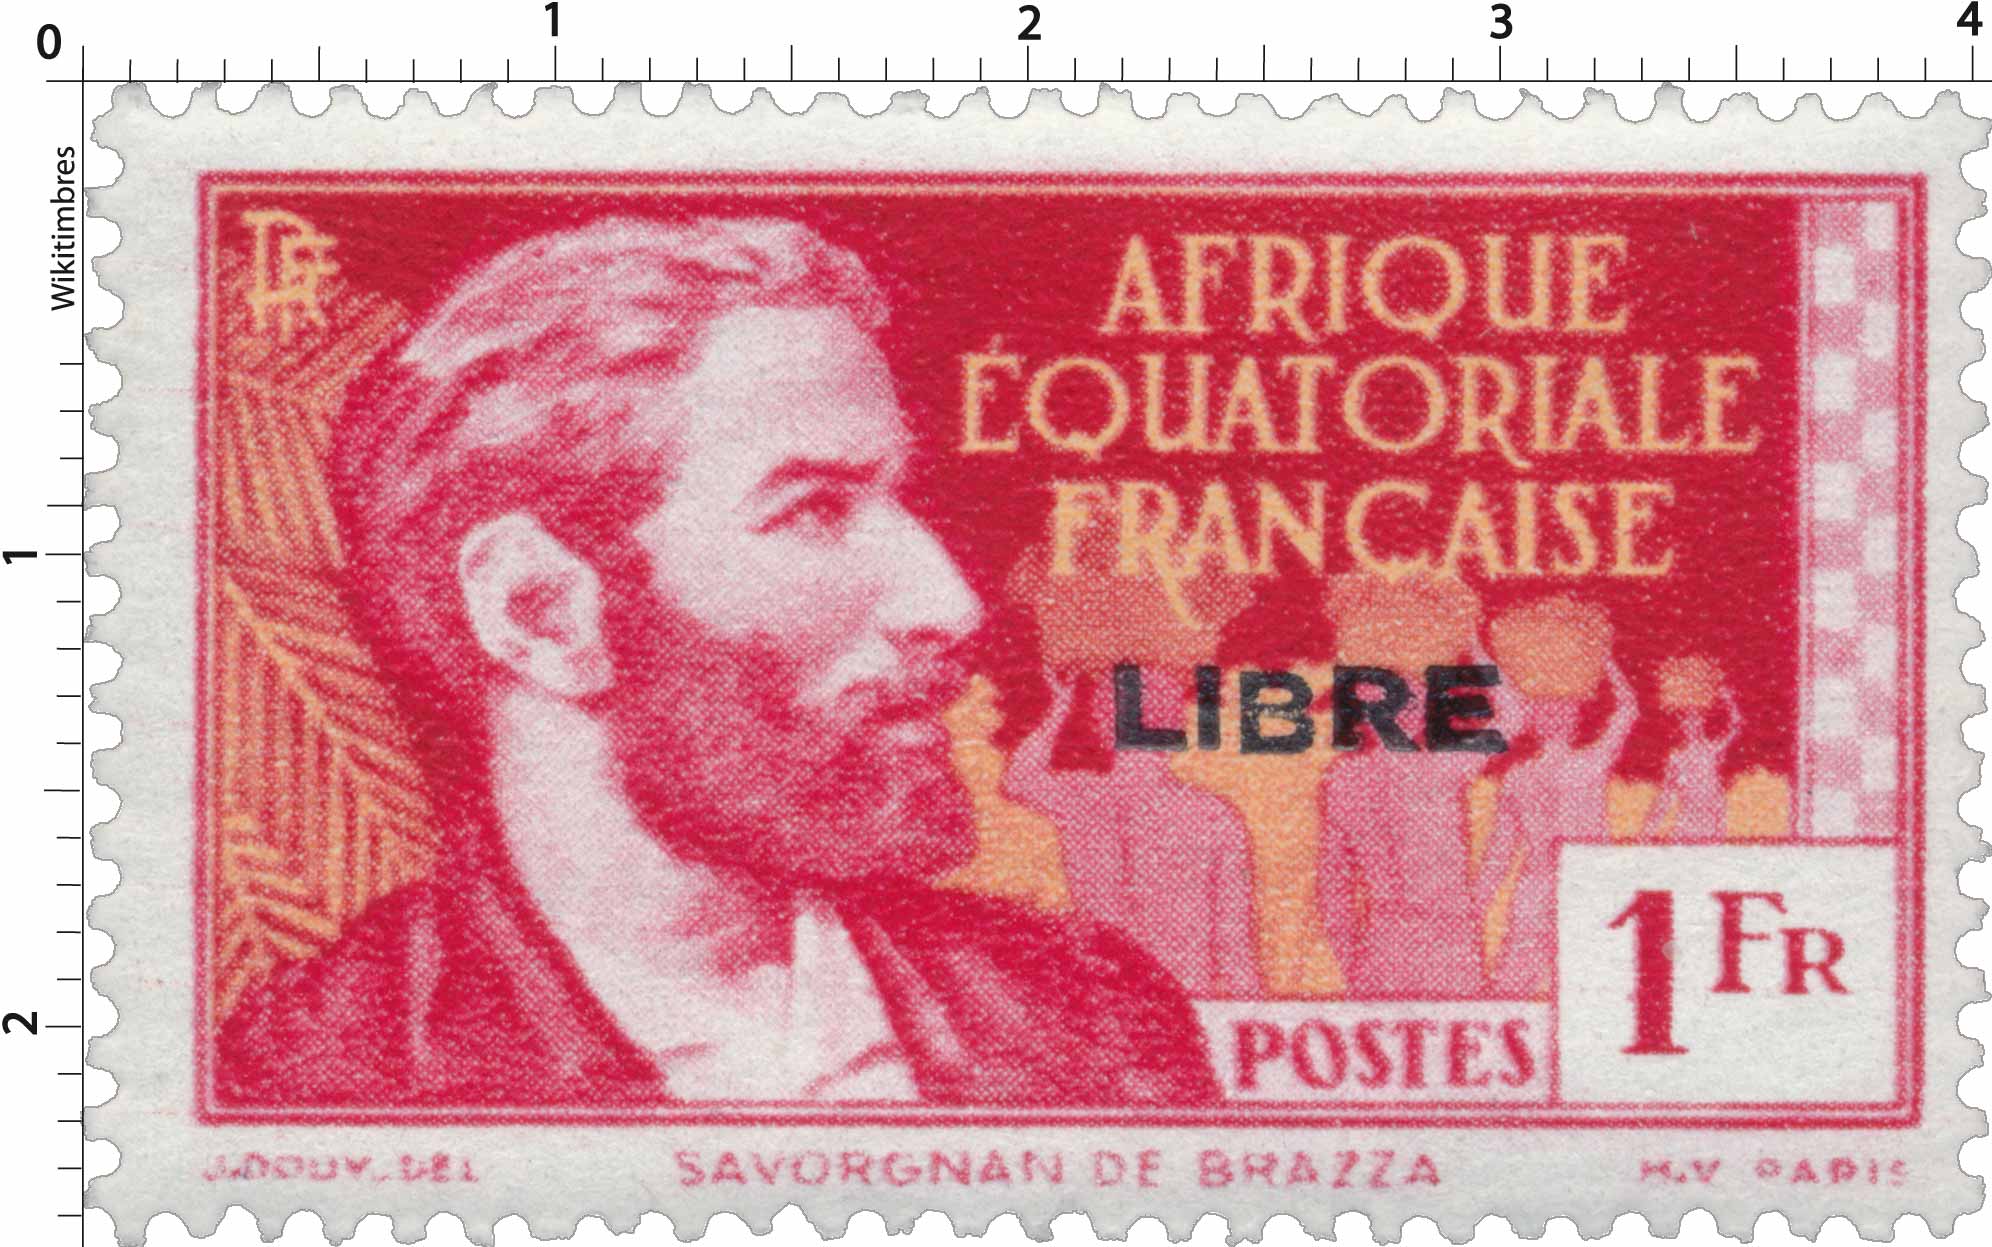 0 1 2 3 4
Wikitimbres
1
2
RF
AFRIQUE
ÉQUATORIALE
FRANÇAISE
LIBRE
1 FR
POSTES
J.DOUY.DEL
SAVORGNAN DE BRAZZA
H.V PARIS